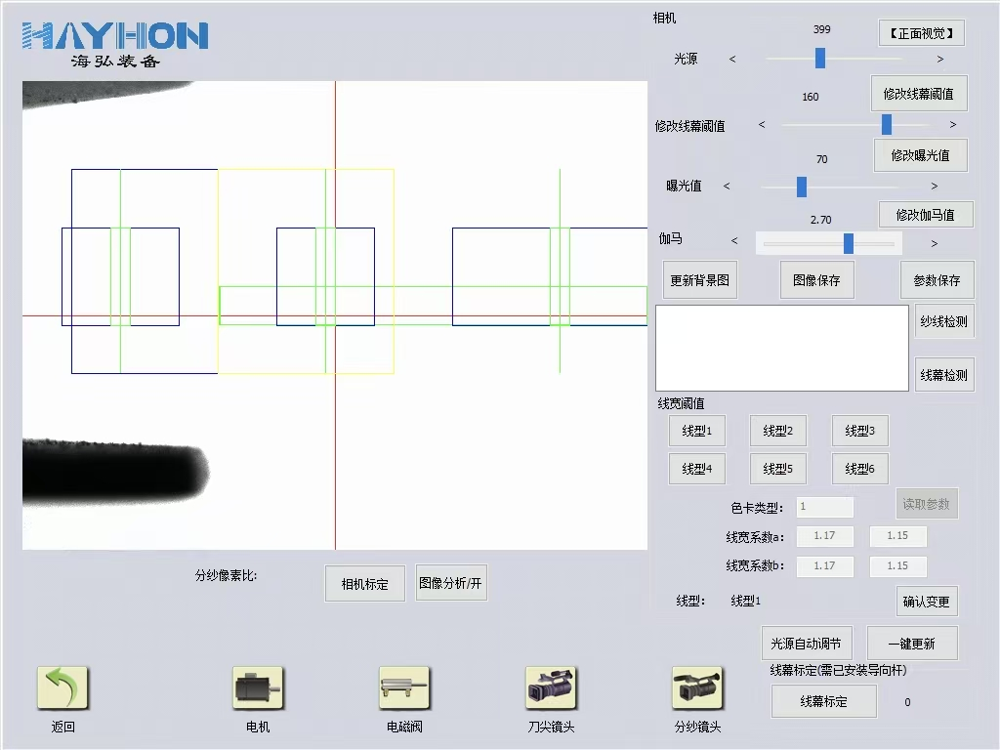 HAYHON
海弘装备
相机
399
【正面视觉】
光源
<
>
160
修改线幕阈值
修改线幕阈值
<
>
70
修改曝光值
曝光值
<
>
2.70
修改伽马值
伽马
<
>
更新背景图
图像保存
参数保存
纱线检测
线幕检测
线宽阈值
线型1
线型2
线型3
线型4
线型5
线型6
色卡类型:
1
读取参数
线宽系数a:
1.17
1.15
线宽系数b:
1.17
1.15
线型:
线型1
确认变更
分纱像素比:
相机标定
图像分析/开
光源自动调节
一键更新
线幕标定(需已安装导向杆)
线幕标定
0
返回
电机
电磁阀
刀尖镜头
分纱镜头